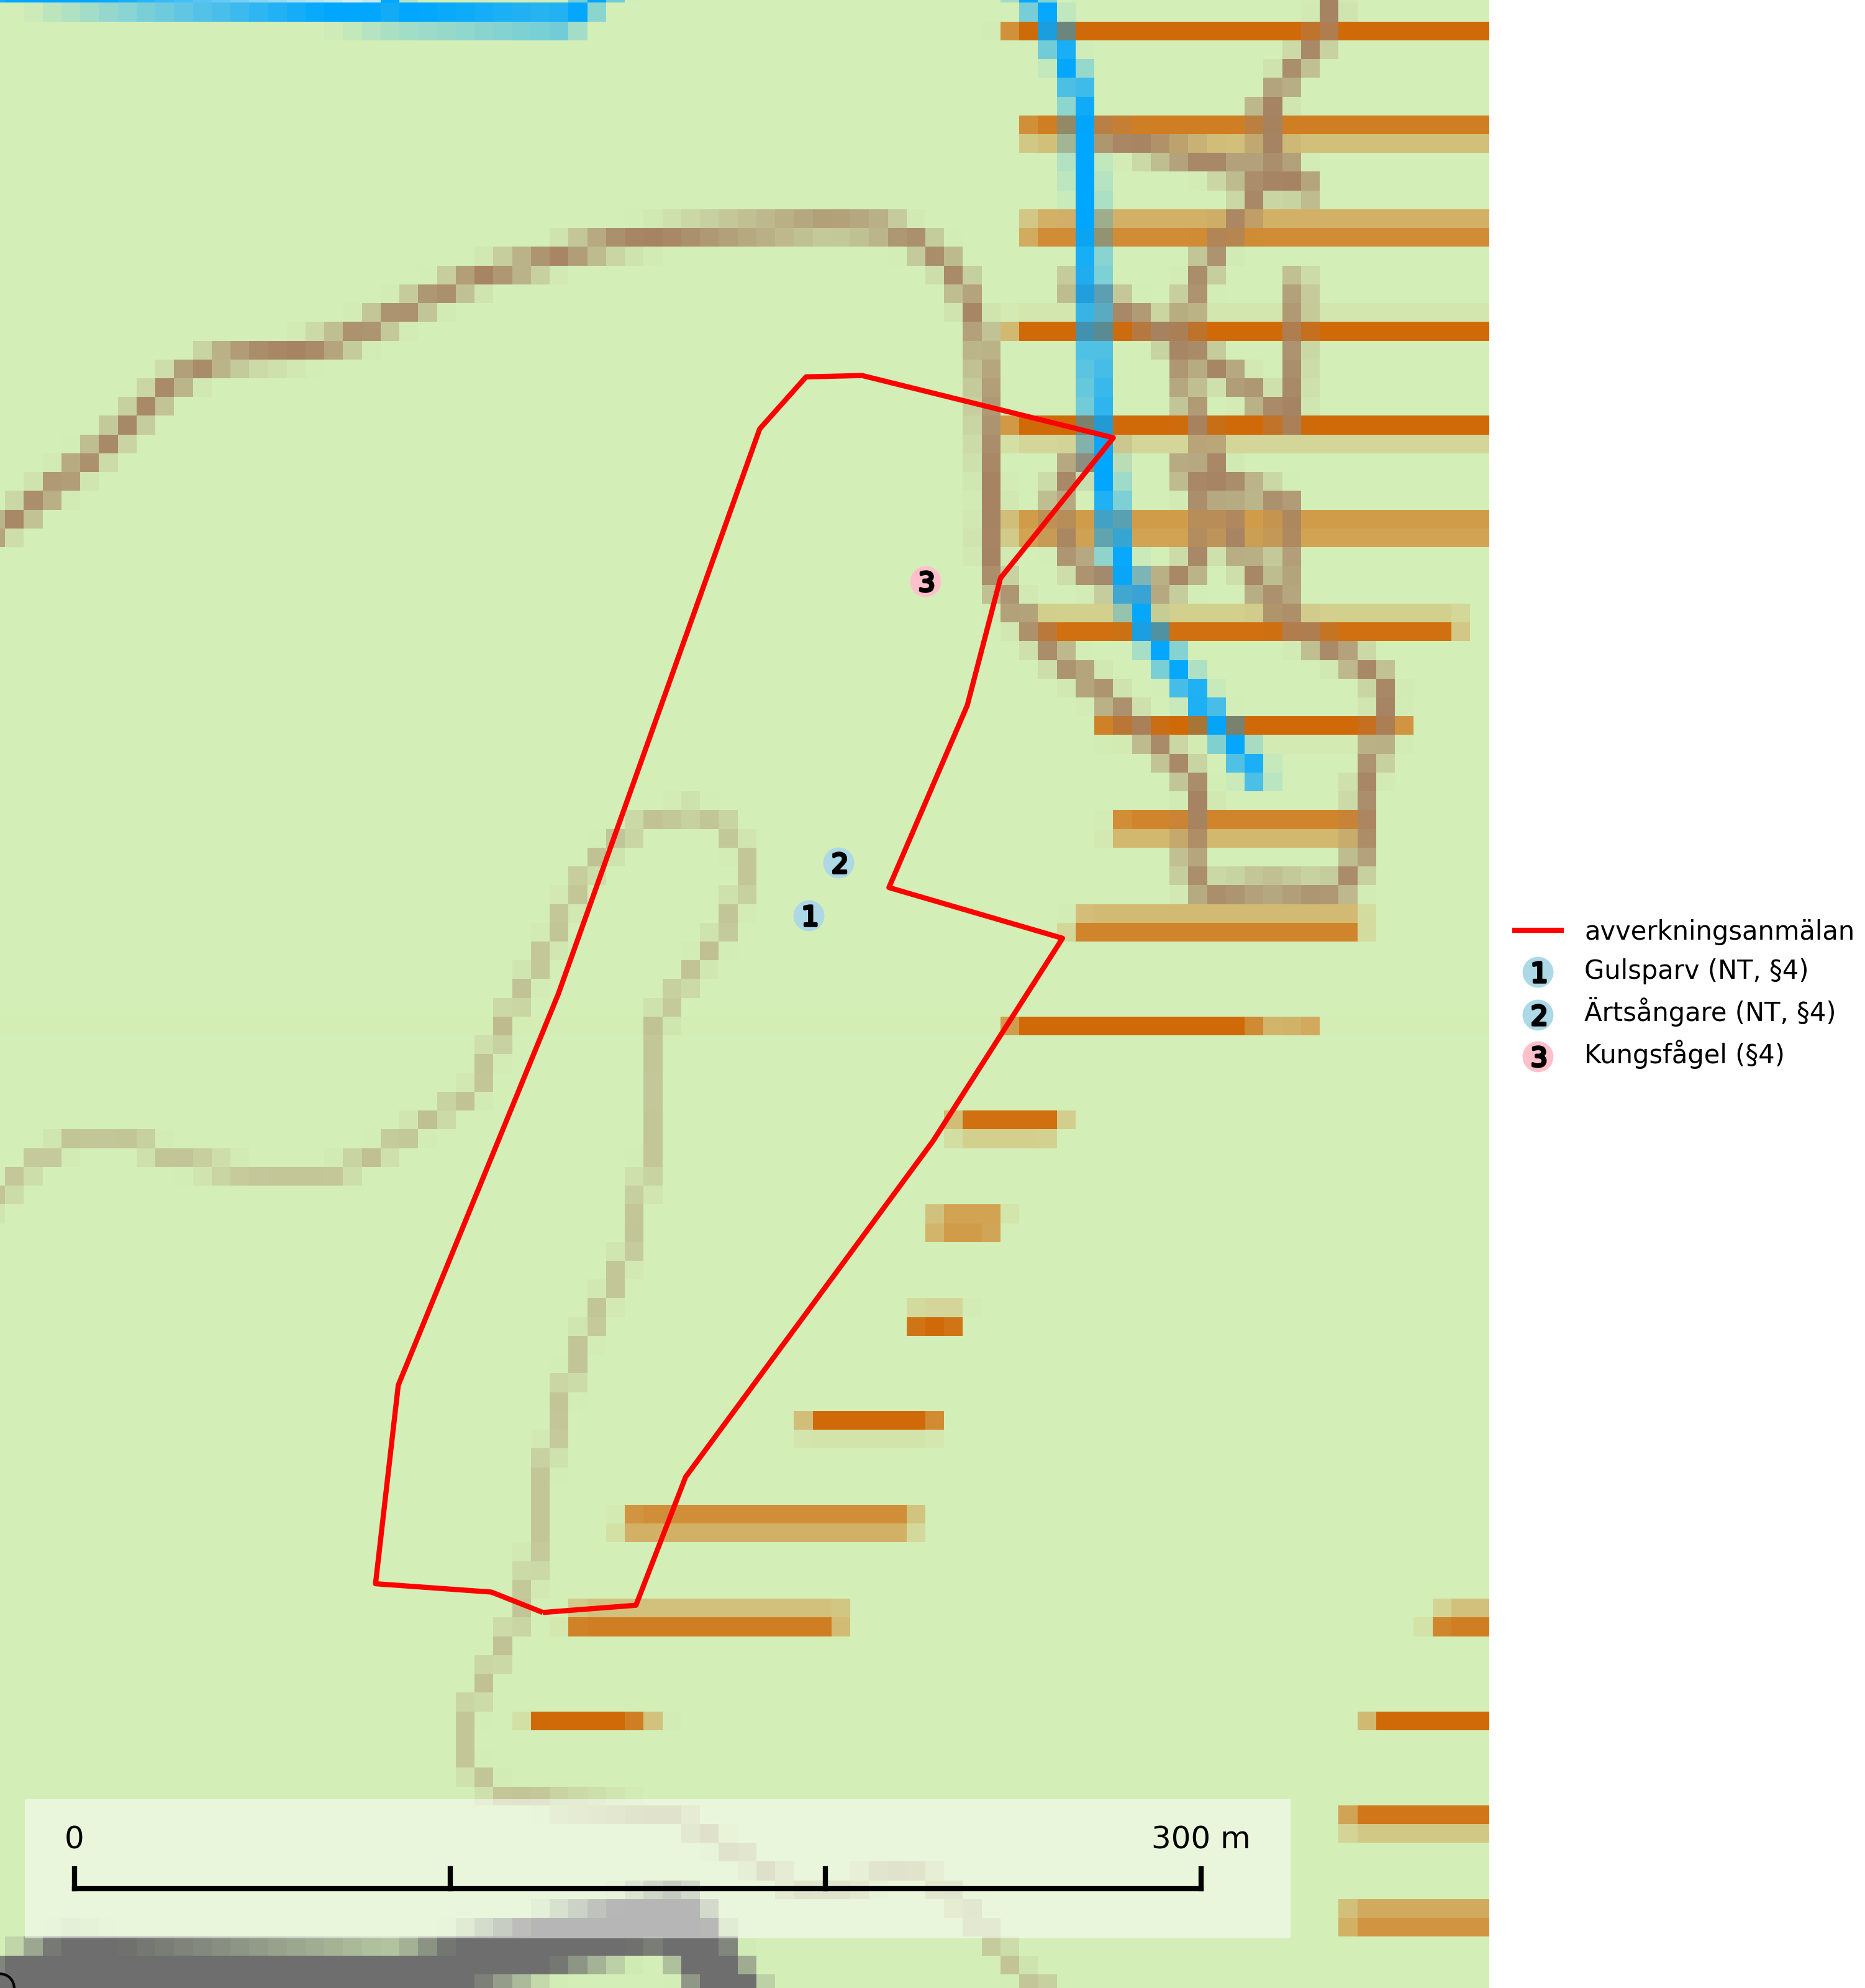 3
2
1
avverkningsanmälan
1 Gulsparv (NT, §4)
2 Ärtsångare (NT, §4)
3 Kungsfågel (§4)
0 300 m